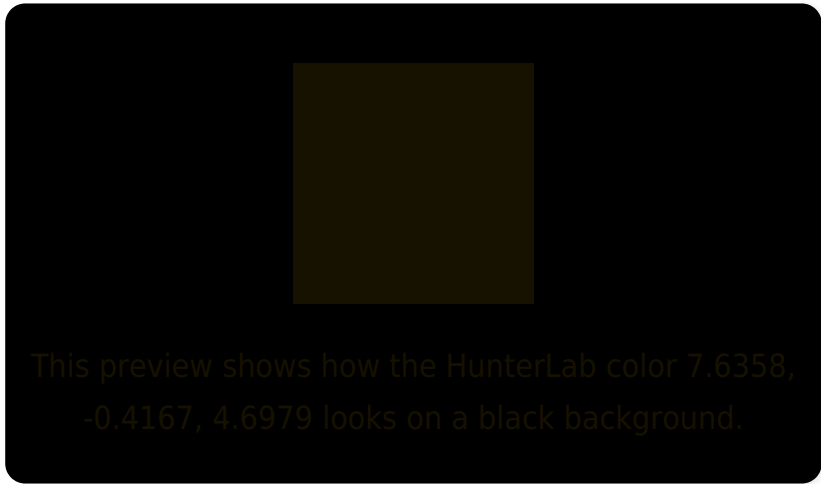 This preview shows how the HunterLab color 7.6358,
-0.4167, 4.6979 looks on a black background.